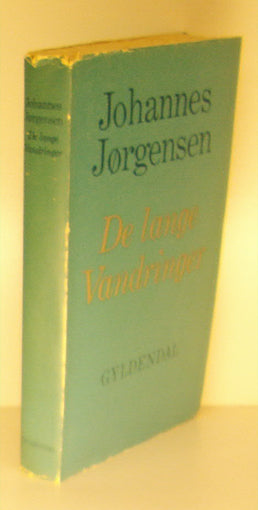 Johannes
Jørgensen
De lange
Vandringer
GYLDENDAL
Johannes
Jørgensen
De lange
Vandringer